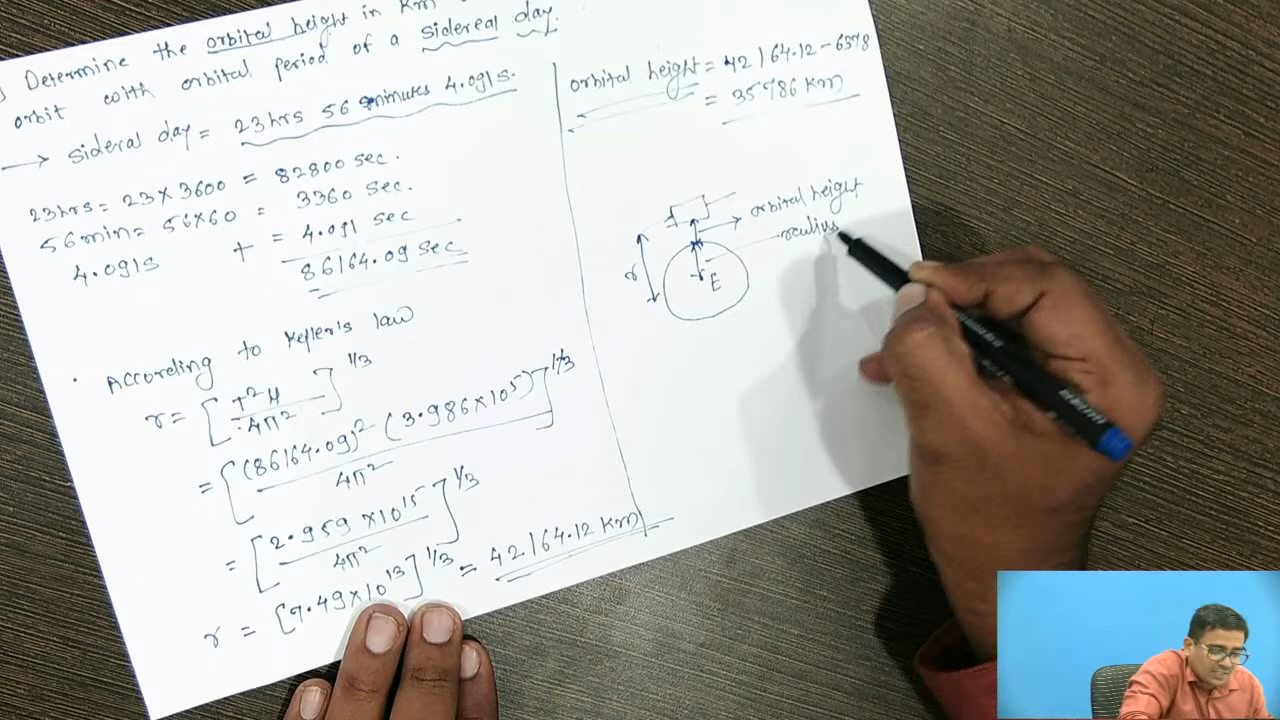 Determine the orbital height in Km
orbit with orbital period of a sidereal day.
→ sideral day = 23hrs 56 minutes 4.091s.
23hrs = 23 × 3600 = 82800 sec.
56min = 56×60 = 3360 sec.
4.091s + = 4.091 sec
86164.09 sec
• According to Kepler's law
r = [T²μ / 4π²]^1/3
= [(86164.09)² (3.986×10⁵) / 4π²]^1/3
= [2.959 ×10¹⁵ / 4π²]^1/3
r = [7.49×10¹³]^1/3 = 42164.12 Km
orbital height = 42164.12 - 6378
= 35786 Km
orbital height
radius
r
E